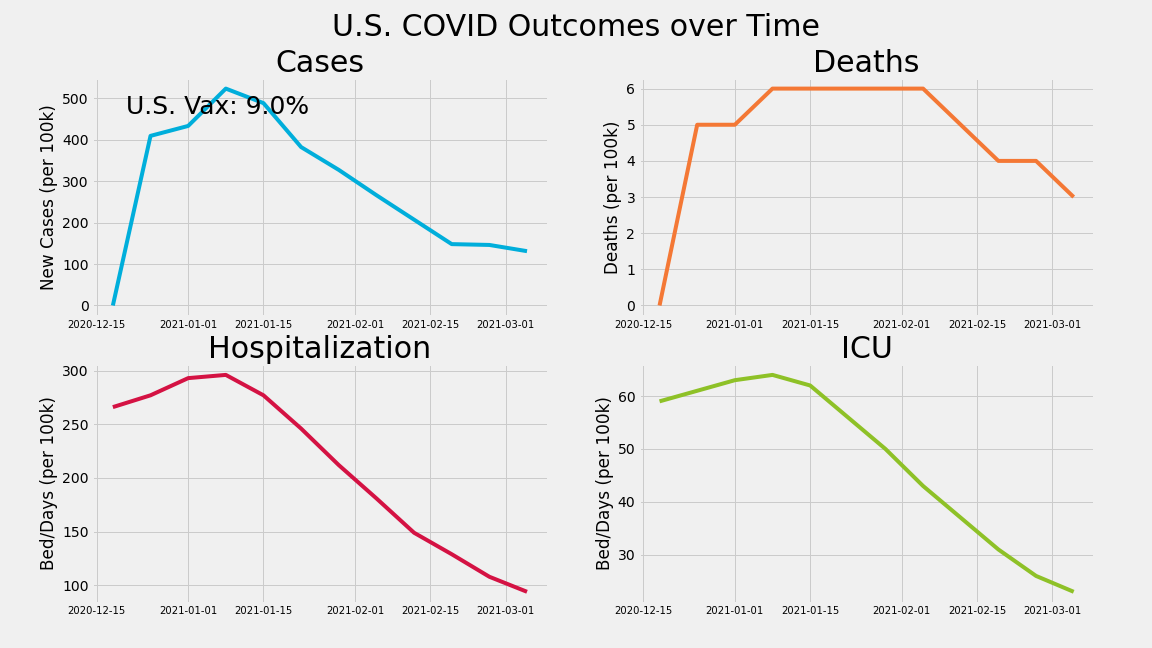 U.S. COVID Outcomes over Time
Cases
New Cases (per 100k)
500
400
300
200
100
0
U.S. Vax: 9.0%
2020-12-15 2021-01-01 2021-01-15 2021-02-01 2021-02-15 2021-03-01
Deaths
Deaths (per 100k)
6
5
4
3
2
1
0
2020-12-15 2021-01-01 2021-01-15 2021-02-01 2021-02-15 2021-03-01
Hospitalization
Bed/Days (per 100k)
300
250
200
150
100
2020-12-15 2021-01-01 2021-01-15 2021-02-01 2021-02-15 2021-03-01
ICU
Bed/Days (per 100k)
60
50
40
30
2020-12-15 2021-01-01 2021-01-15 2021-02-01 2021-02-15 2021-03-01